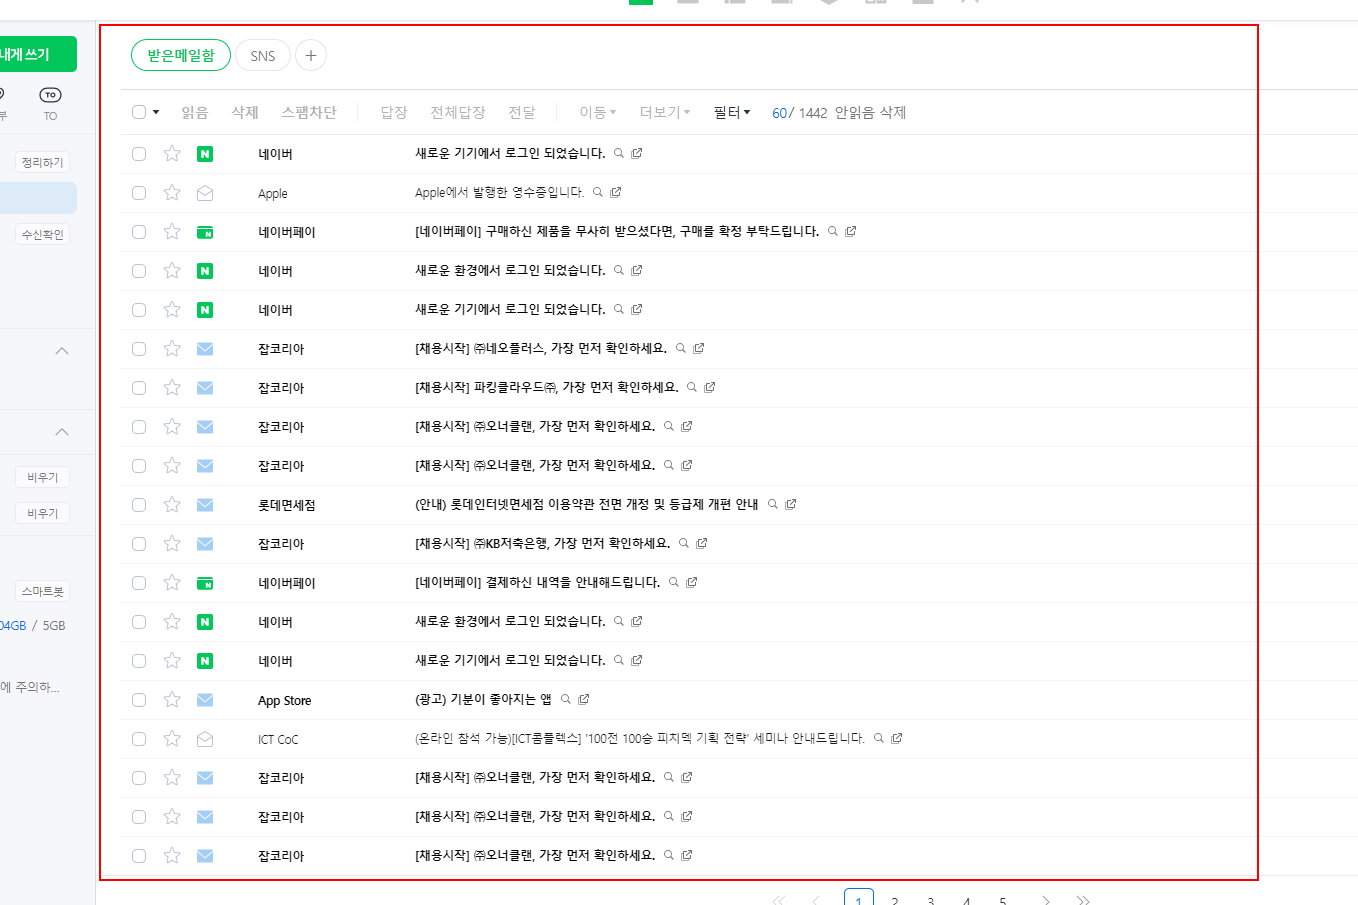 내게 쓰기
TO
부 TO
정리하기
수신확인
비우기
비우기
스마트봇
04GB / 5GB
에 주의하...
받은메일함 SNS +
읽음 삭제 스팸차단 답장 전체답장 전달 이동 더보기 필터 60 / 1442 안읽음 삭제
N 네이버 새로운 기기에서 로그인 되었습니다.
Apple Apple에서 발행한 영수증입니다.
N 네이버페이 [네이버페이] 구매하신 제품을 무사히 받으셨다면, 구매를 확정 부탁드립니다.
N 네이버 새로운 환경에서 로그인 되었습니다.
N 네이버 새로운 기기에서 로그인 되었습니다.
잡코리아 [채용시작] ㈜네오플러스, 가장 먼저 확인하세요.
잡코리아 [채용시작] 파킹클라우드㈜, 가장 먼저 확인하세요.
잡코리아 [채용시작] ㈜오너클랜, 가장 먼저 확인하세요.
잡코리아 [채용시작] ㈜오너클랜, 가장 먼저 확인하세요.
롯데면세점 (안내) 롯데인터넷면세점 이용약관 전면 개정 및 등급제 개편 안내
잡코리아 [채용시작] ㈜KB저축은행, 가장 먼저 확인하세요.
N 네이버페이 [네이버페이] 결제하신 내역을 안내해드립니다.
N 네이버 새로운 환경에서 로그인 되었습니다.
N 네이버 새로운 기기에서 로그인 되었습니다.
App Store (광고) 기분이 좋아지는 앱
ICT CoC (온라인 참석 가능)[ICT콤플렉스] '100전 100승 피치덱 기획 전략' 세미나 안내드립니다.
잡코리아 [채용시작] ㈜오너클랜, 가장 먼저 확인하세요.
잡코리아 [채용시작] ㈜오너클랜, 가장 먼저 확인하세요.
잡코리아 [채용시작] ㈜오너클랜, 가장 먼저 확인하세요.
1 2 3 4 5